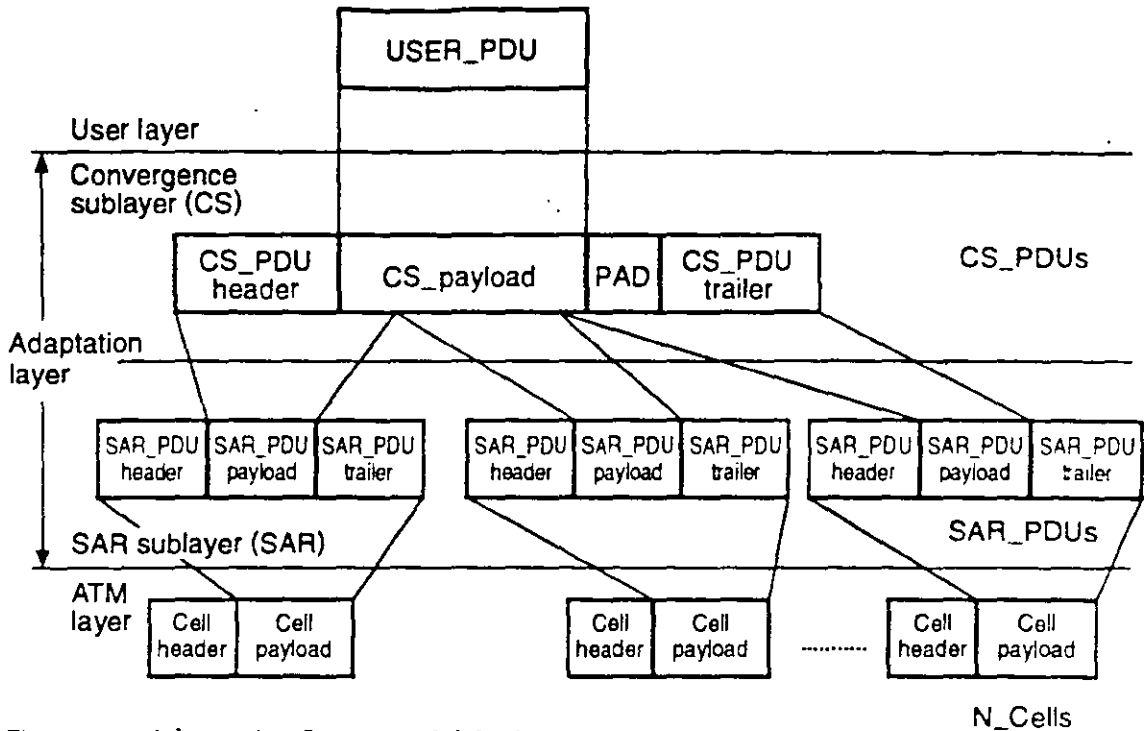 USER_PDU
User layer
Convergence
sublayer (CS)
CS_PDU
header
CS_payload
PAD
CS_PDU
trailer
CS_PDUs
Adaptation
layer
SAR_PDU
header
SAR_PDU
payload
SAR_PDU
trailer
SAR_PDU
header
SAR_PDU
payload
SAR_PDU
trailer
SAR_PDU
header
SAR_PDU
payload
SAR_PDU
trailer
SAR sublayer (SAR)
SAR_PDUs
ATM
layer
Cell
header
Cell
payload
Cell
header
Cell
payload
.........
Cell
header
Cell
payload
N_Cells